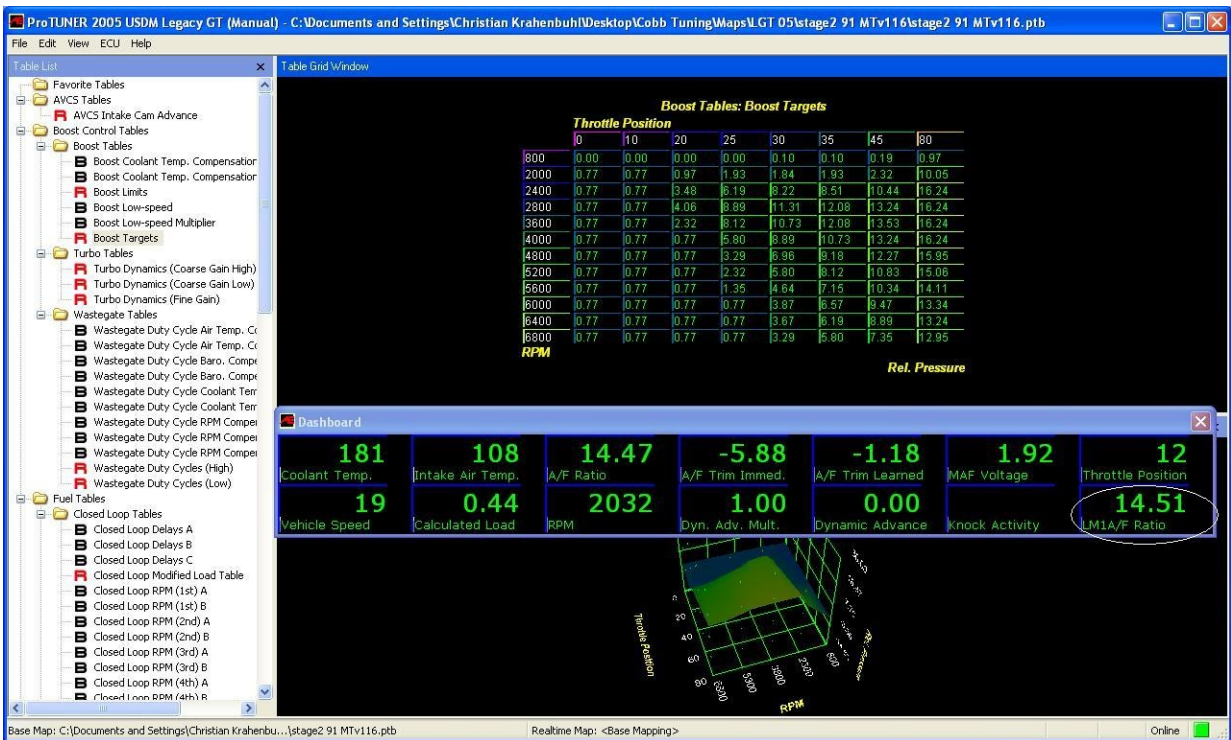 ProTUNER 2005 USDM Legacy GT (Manual) - C:\Documents and Settings\Christian Krahenbuhl\Desktop\Cobb Tuning\Maps\LGT 05\stage2 91 MTv116\stage2 91 MTv116.ptb
File Edit View ECU Help
Table List
Favorite Tables
AVCS Tables
R AVCS Intake Cam Advance
Boost Control Tables
Boost Tables
B Boost Coolant Temp. Compensation
B Boost Coolant Temp. Compensation
R Boost Limits
B Boost Low-speed
B Boost Low-speed Multiplier
R Boost Targets
Turbo Tables
R Turbo Dynamics (Coarse Gain High)
R Turbo Dynamics (Coarse Gain Low)
R Turbo Dynamics (Fine Gain)
Wastegate Tables
B Wastegate Duty Cycle Air Temp. Co
B Wastegate Duty Cycle Air Temp. Co
B Wastegate Duty Cycle Baro. Compe
B Wastegate Duty Cycle Baro. Compe
B Wastegate Duty Cycle Coolant Tem
B Wastegate Duty Cycle Coolant Tem
B Wastegate Duty Cycle RPM Compen
B Wastegate Duty Cycle RPM Compen
B Wastegate Duty Cycle RPM Compen
R Wastegate Duty Cycles (High)
R Wastegate Duty Cycles (Low)
Fuel Tables
Closed Loop Tables
B Closed Loop Delays A
B Closed Loop Delays B
B Closed Loop Delays C
R Closed Loop Modified Load Table
B Closed Loop RPM (1st) A
B Closed Loop RPM (1st) B
B Closed Loop RPM (2nd) A
B Closed Loop RPM (2nd) B
B Closed Loop RPM (3rd) A
B Closed Loop RPM (3rd) B
B Closed Loop RPM (4th) A
B Closed Loop RPM (4th) B
Table Grid Window
Boost Tables: Boost Targets
Throttle Position
0 10 20 25 30 35 45 80
800 0.00 0.00 0.00 0.00 0.10 0.10 0.19 0.97
2000 0.77 0.77 0.97 1.93 1.84 1.93 2.32 10.05
2400 0.77 0.77 3.48 6.19 8.22 8.51 10.44 16.24
2800 0.77 0.77 4.06 8.89 11.31 12.08 13.24 16.24
3600 0.77 0.77 2.32 8.12 10.73 12.08 13.53 16.24
4000 0.77 0.77 0.77 5.80 8.89 10.73 13.24 16.24
4800 0.77 0.77 0.77 3.29 6.96 9.18 12.27 15.95
5200 0.77 0.77 0.77 2.32 5.80 8.12 10.83 15.06
5600 0.77 0.77 0.77 1.35 4.64 7.15 10.34 14.11
6000 0.77 0.77 0.77 0.77 3.87 6.57 9.47 13.34
6400 0.77 0.77 0.77 0.77 3.67 6.19 8.89 13.24
6800 0.77 0.77 0.77 0.77 3.29 5.80 7.35 12.95
RPM
Rel. Pressure
Dashboard
181 108 14.47 -5.88 -1.18 1.92 12
Coolant Temp. Intake Air Temp. A/F Ratio A/F Trim Immed. A/F Trim Learned MAF Voltage Throttle Position
19 0.44 2032 1.00 0.00 14.51
Vehicle Speed Calculated Load RPM Dyn. Adv. Mult. Dynamic Advance Knock Activity LM1A/F Ratio
Throttle Position
0
20
40
60
80
RPM
Base Map: C:\Documents and Settings\Christian Krahenbu...\stage2 91 MTv116.ptb
Realtime Map: <Base Mapping>
Online